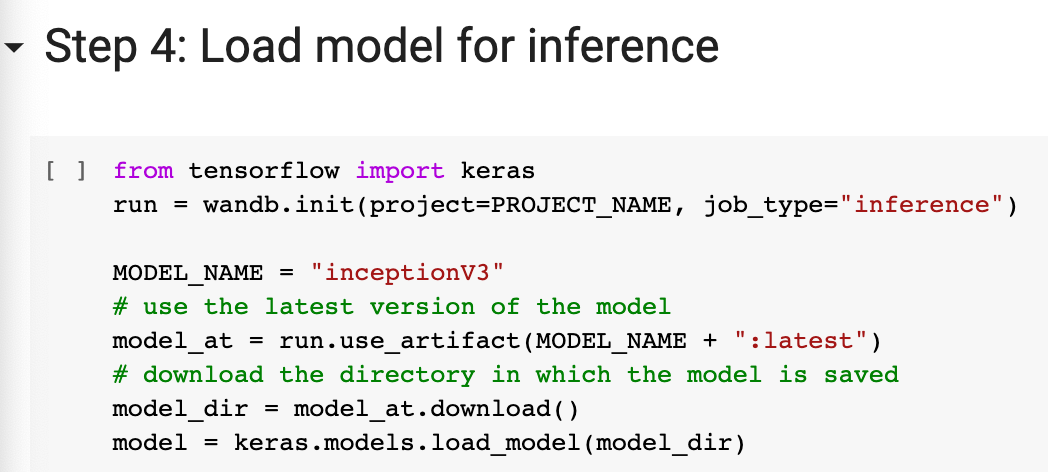 Step 4: Load model for inference
[ ] from tensorflow import keras
run = wandb.init(project=PROJECT_NAME, job_type="inference")
MODEL_NAME = "inceptionV3"
# use the latest version of the model
model_at = run.use_artifact(MODEL_NAME + ":latest")
# download the directory in which the model is saved
model_dir = model_at.download()
model = keras.models.load_model(model_dir)